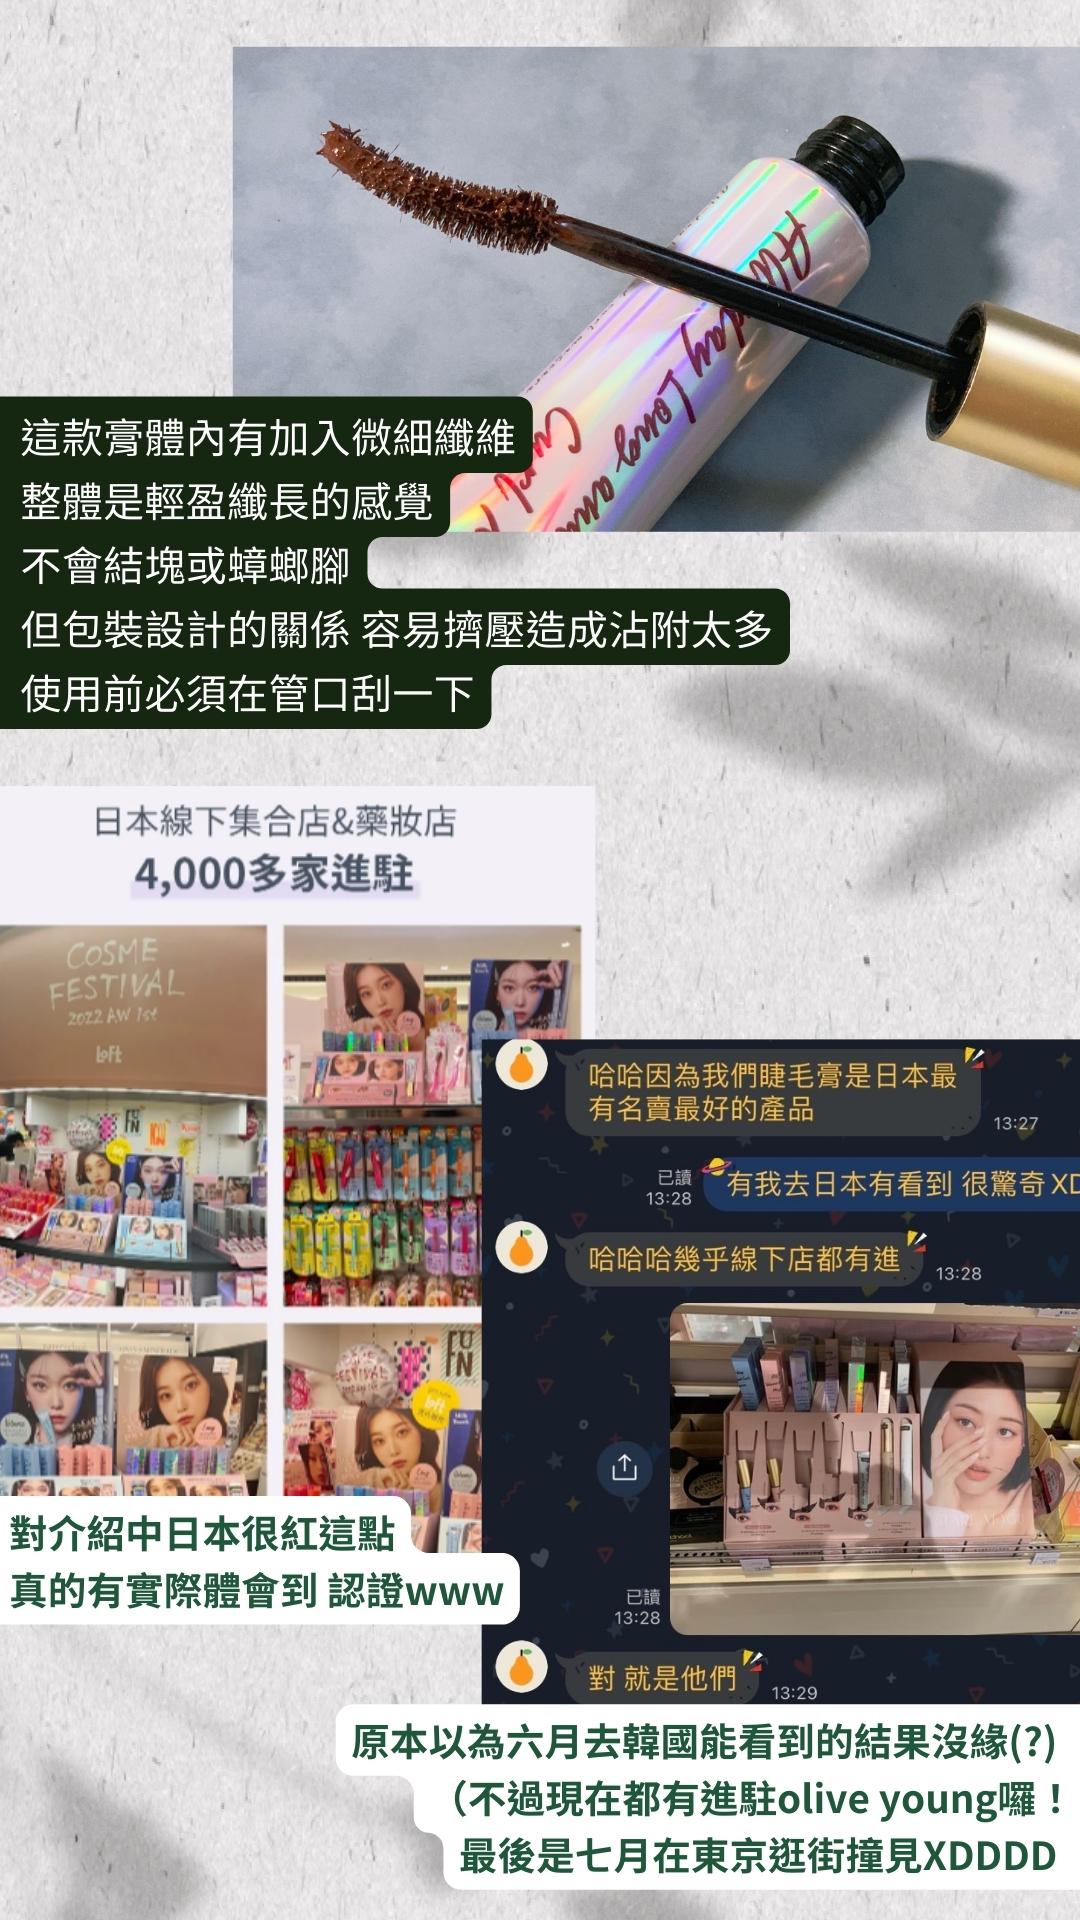 All day Long and
Curl
這款膏體內有加入微細纖維
整體是輕盈纖長的感覺
不會結塊或蟑螂腳
但包裝設計的關係 容易擠壓造成沾附太多
使用前必須在管口刮一下
日本線下集合店&藥妝店
4,000多家進駐
COSME
FESTIVAL
2022 AW 1st
LoFt
哈哈因為我們睫毛膏是日本最
有名賣最好的產品
13:27
已讀
13:28
有我去日本有看到 很驚奇XD
哈哈哈幾乎線下店都有進
13:28
已讀
13:28
對 就是他們
13:29
對介紹中日本很紅這點
真的有實際體會到 認證www
原本以為六月去韓國能看到的結果沒緣(?)
（不過現在都有進駐olive young囉！
最後是七月在東京逛街撞見XDDDD